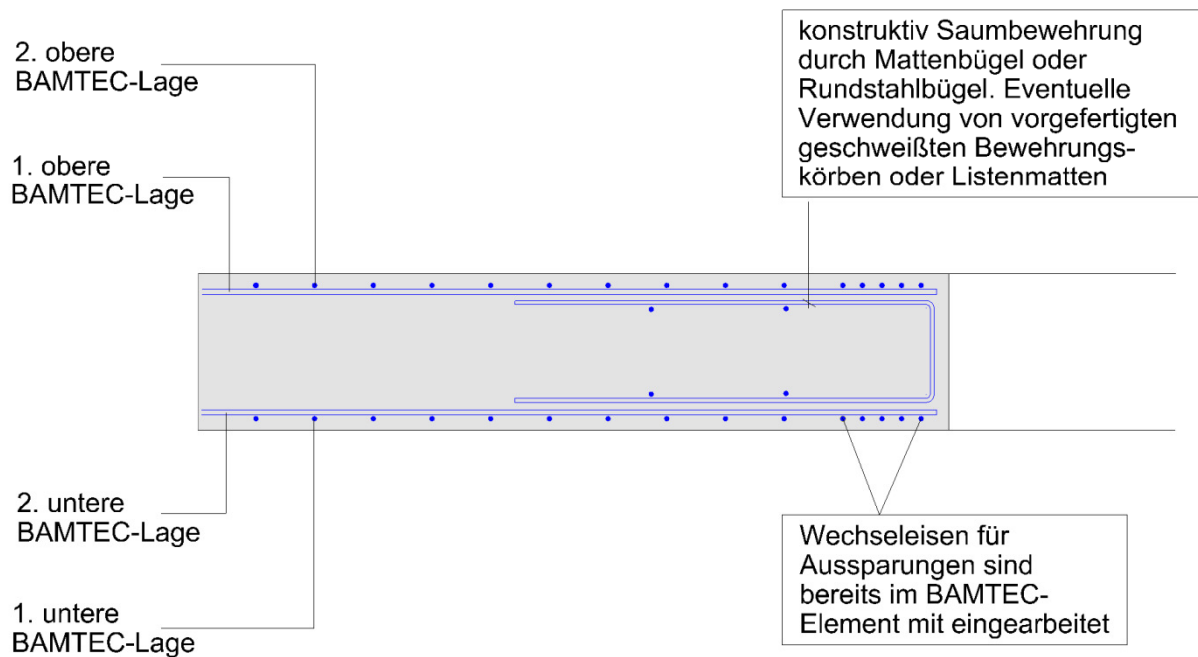 2. obere
BAMTEC-Lage
1. obere
BAMTEC-Lage
konstruktiv Saumbewehrung
durch Mattenbügel oder
Rundstahlbügel. Eventuelle
Verwendung von vorgefertigten
geschweißten Bewehrungs-
körben oder Listenmatten
2. untere
BAMTEC-Lage
1. untere
BAMTEC-Lage
Wechseleisen für
Aussparungen sind
bereits im BAMTEC-
Element mit eingearbeitet